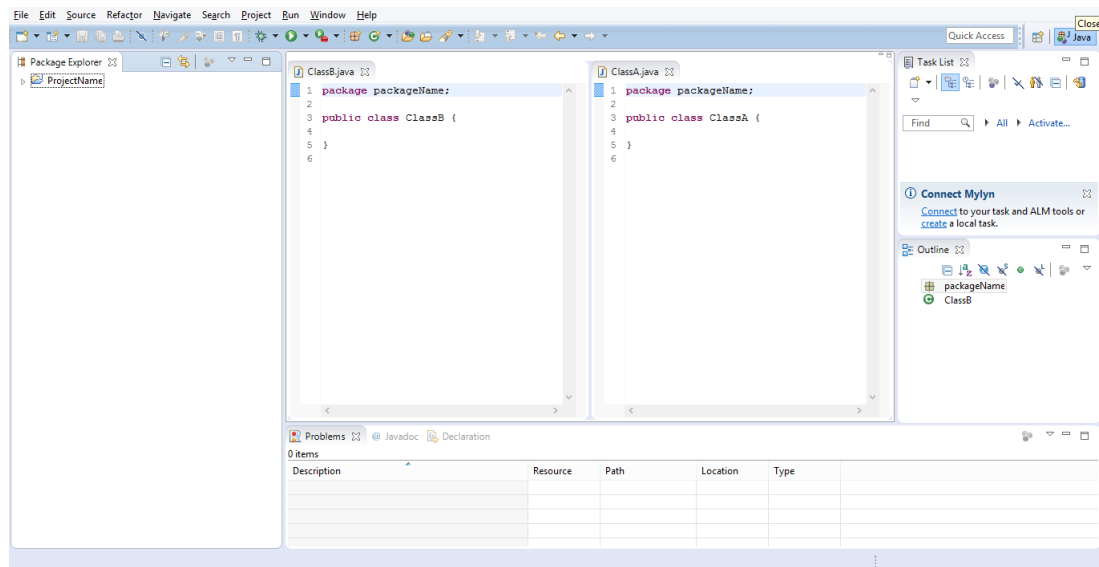 File Edit Source Refactor Navigate Search Project Run Window Help
Close
Quick Access
Java
Package Explorer
ProjectName
ClassB.java
1 package packageName;
2
3 public class ClassB {
4
5 }
6
ClassA.java
1 package packageName;
2
3 public class ClassA {
4
5 }
6
Task List
Find All Activate...
Connect Mylyn
Connect to your task and ALM tools or
create a local task.
Outline
packageName
ClassB
Problems @ Javadoc Declaration
0 items
Description Resource Path Location Type